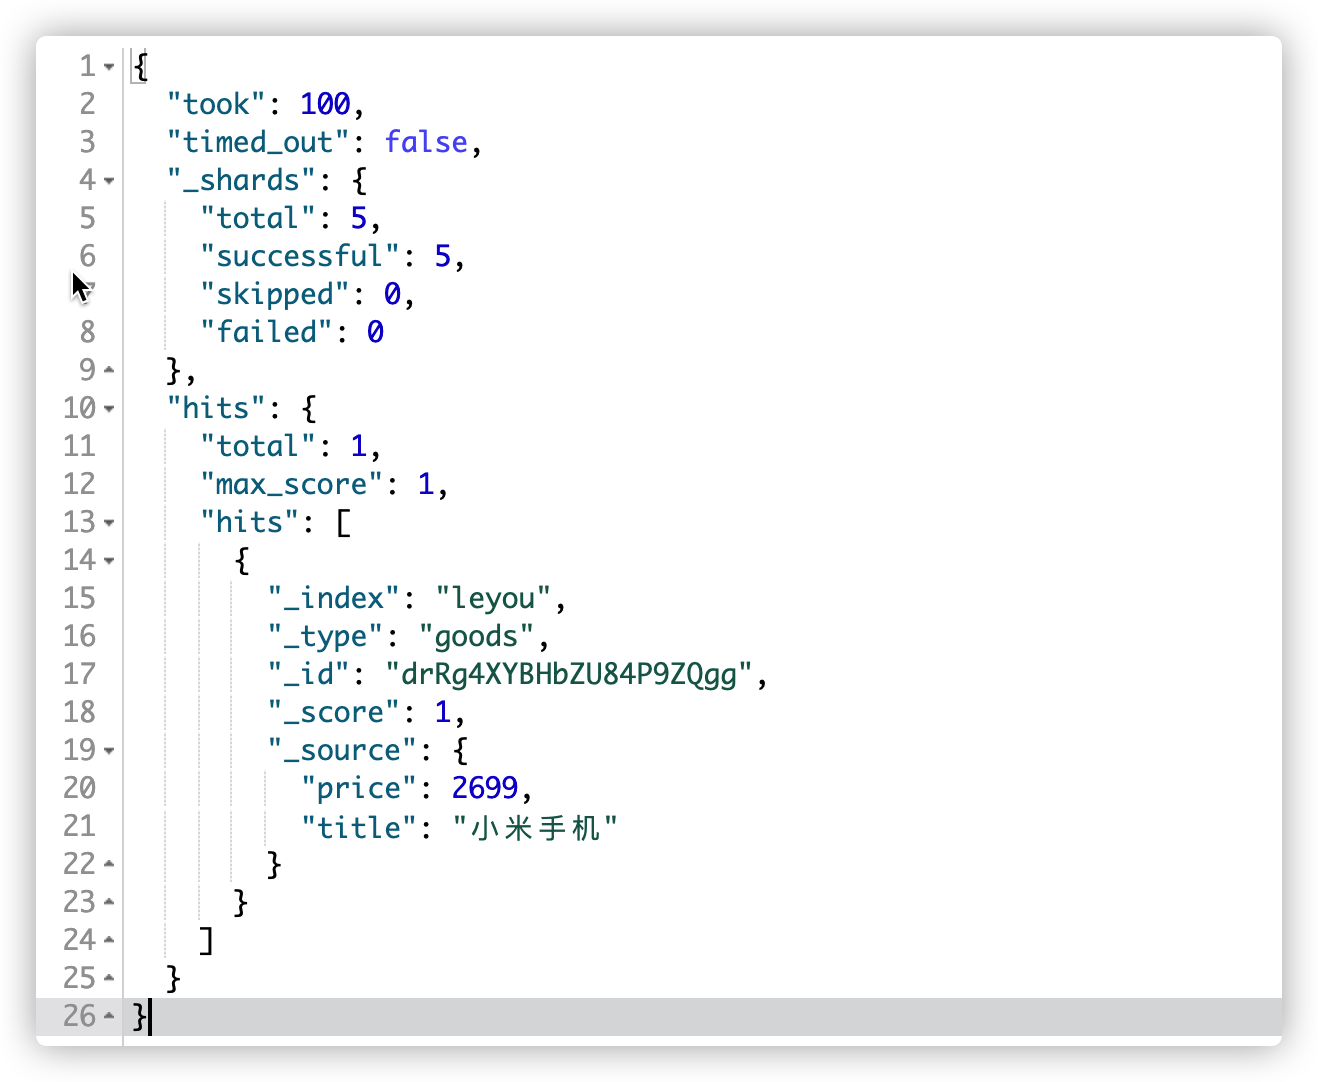 1 {
2 "took": 100,
3 "timed_out": false,
4 "_shards": {
5 "total": 5,
6 "successful": 5,
"skipped": 0,
8 "failed": 0
9 },
10 "hits": {
11 "total": 1,
12 "max_score": 1,
13 "hits": [
14 {
15 "_index": "leyou",
16 "_type": "goods",
17 "_id": "drRg4XYBHbZU84P9ZQgg",
18 "_score": 1,
19 "_source": {
20 "price": 2699,
21 "title": "小米手机"
22 }
23 }
24 ]
25 }
26 }